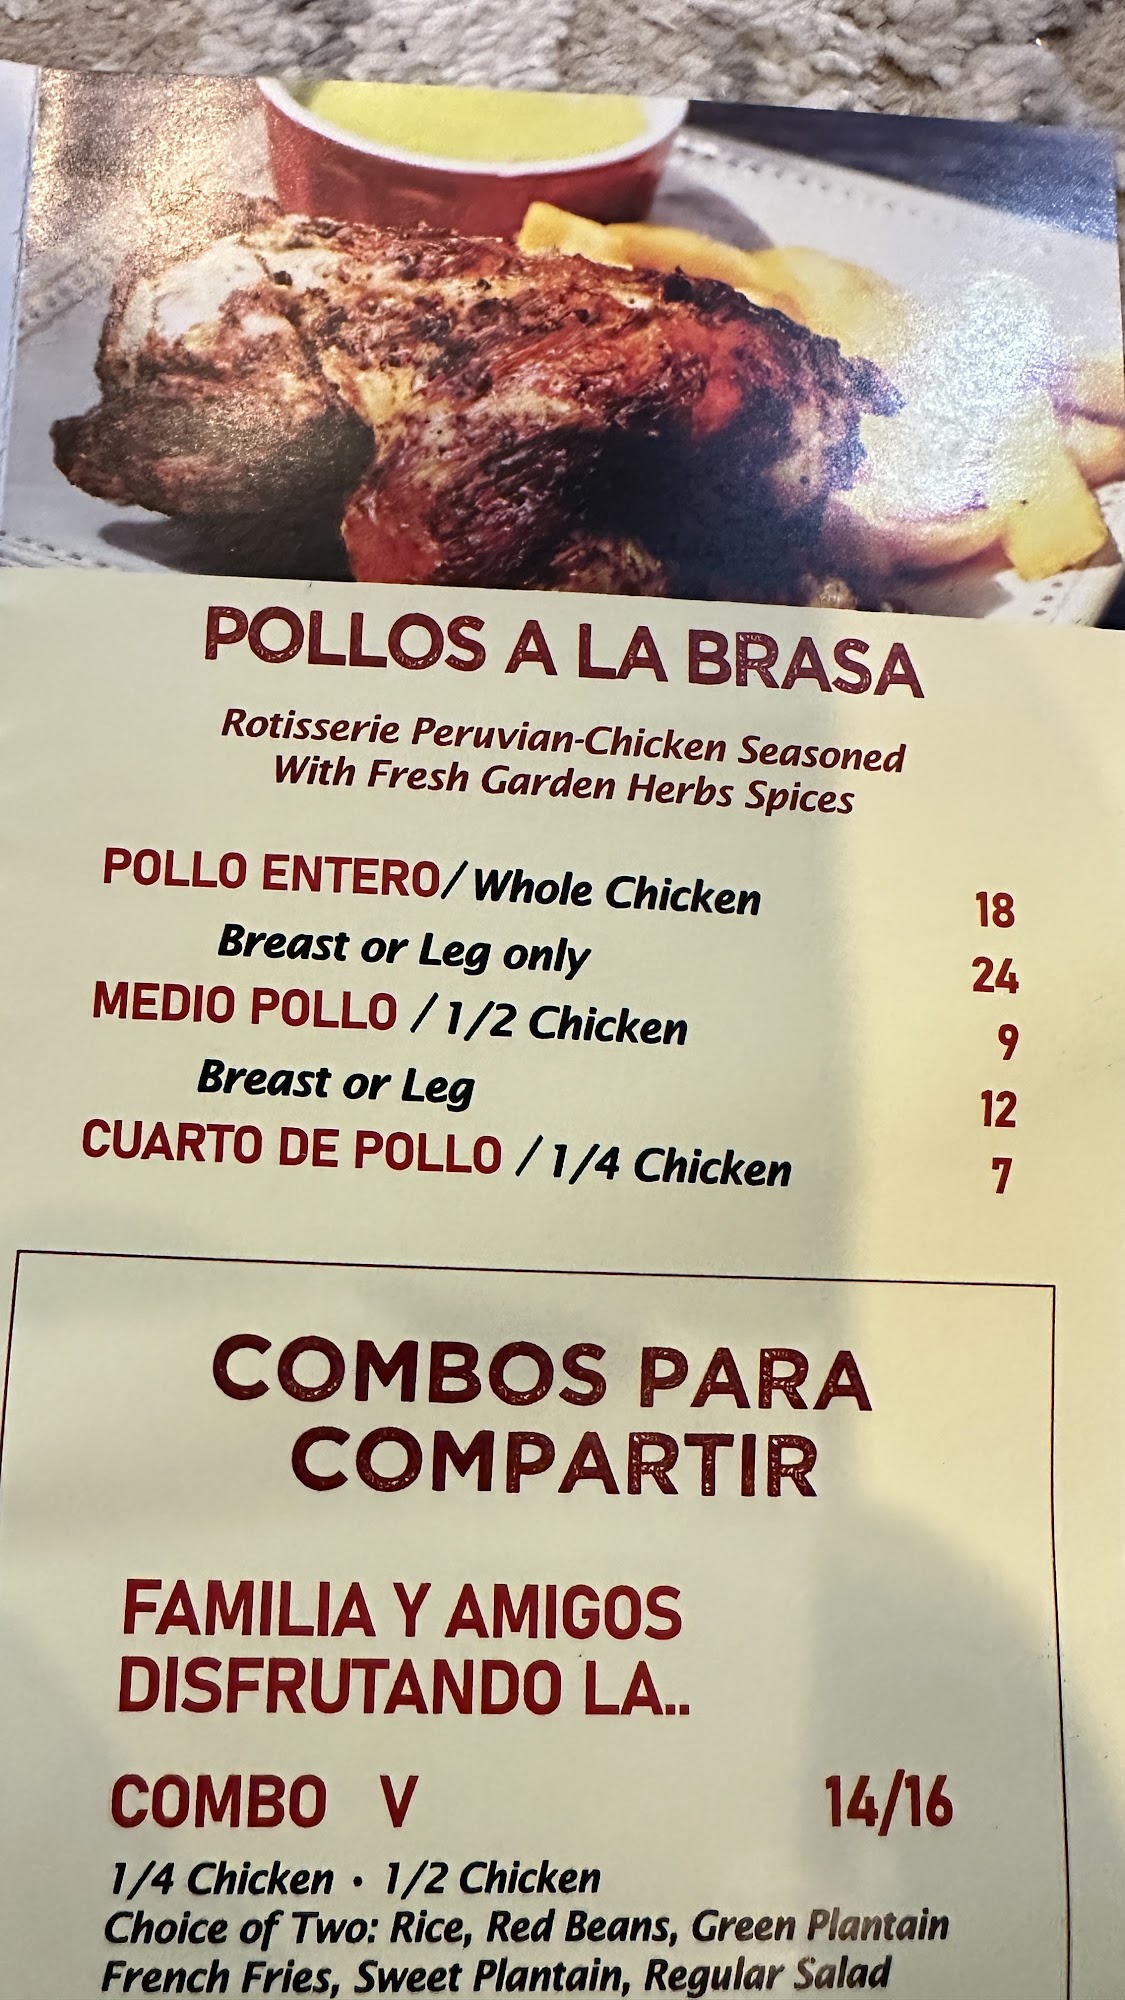 POLLOS A LA BRASA
Rotisserie Peruvian-Chicken Seasoned
With Fresh Garden Herbs Spices
POLLO ENTERO/ Whole Chicken 18
Breast or Leg only 24
MEDIO POLLO / 1/2 Chicken 9
Breast or Leg 12
CUARTO DE POLLO / 1/4 Chicken 7
COMBOS PARA
COMPARTIR
FAMILIA Y AMIGOS
DISFRUTANDO LA..
COMBO V 14/16
1/4 Chicken • 1/2 Chicken
Choice of Two: Rice, Red Beans, Green Plantain
French Fries, Sweet Plantain, Regular Salad